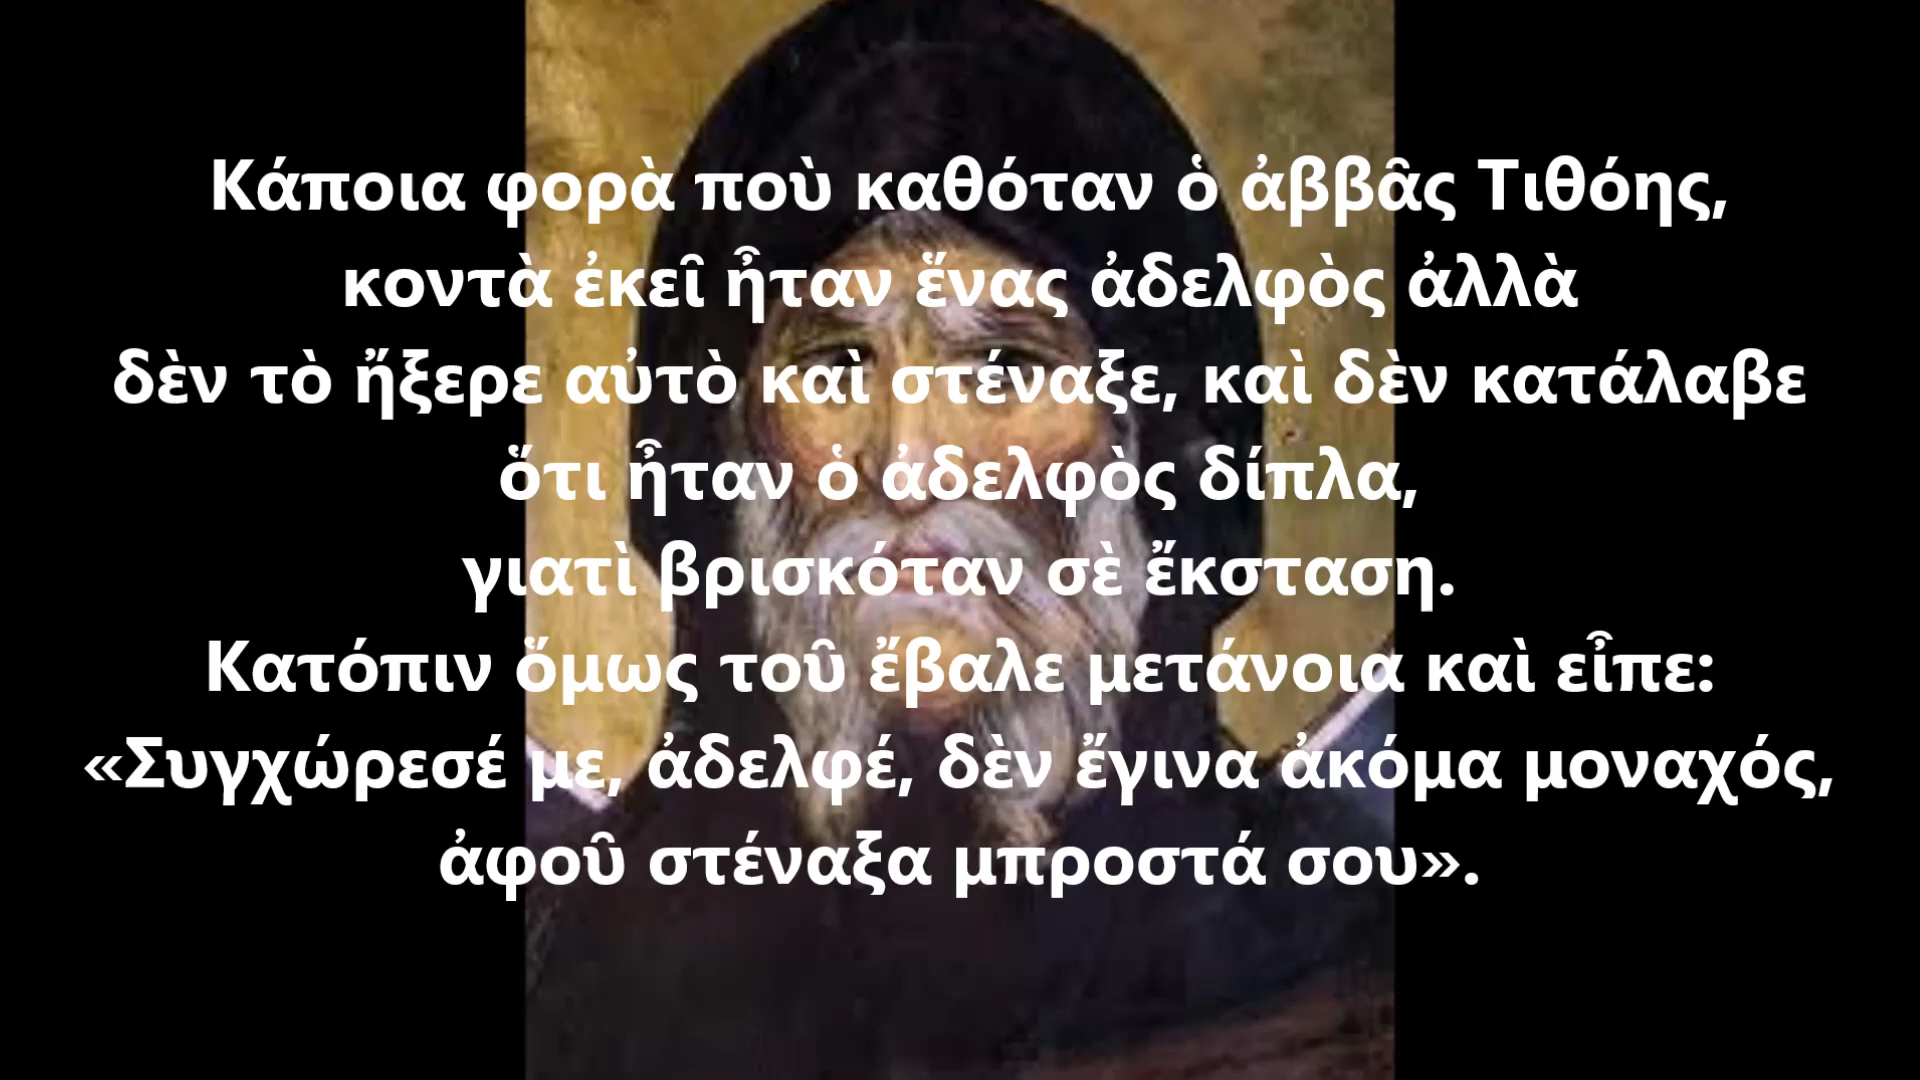 Κάποια φορὰ ποὺ καθόταν ὁ ἀββᾶς Τιθόης,
κοντὰ ἐκεῖ ἦταν ἕνας ἀδελφὸς ἀλλὰ
δὲν τὸ ἤξερε αὐτὸ καὶ στέναξε, καὶ δὲν κατάλαβε
ὅτι ἦταν ὁ ἀδελφὸς δίπλα,
γιατὶ βρισκόταν σὲ ἔκσταση.
Κατόπιν ὅμως τοῦ ἔβαλε μετάνοια καὶ εἶπε:
«Συγχώρεσέ με, ἀδελφέ, δὲν ἔγινα ἀκόμα μοναχός,
ἀφοῦ στέναξα μπροστά σου».